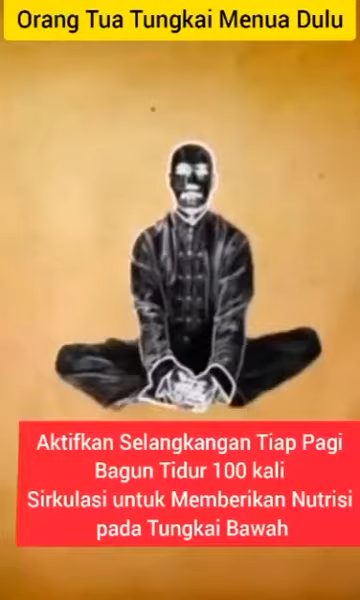 Orang Tua Tungkai Menua Dulu
Aktifkan Selangkangan Tiap Pagi
Bagun Tidur 100 kali
Sirkulasi untuk Memberikan Nutrisi
pada Tungkai Bawah